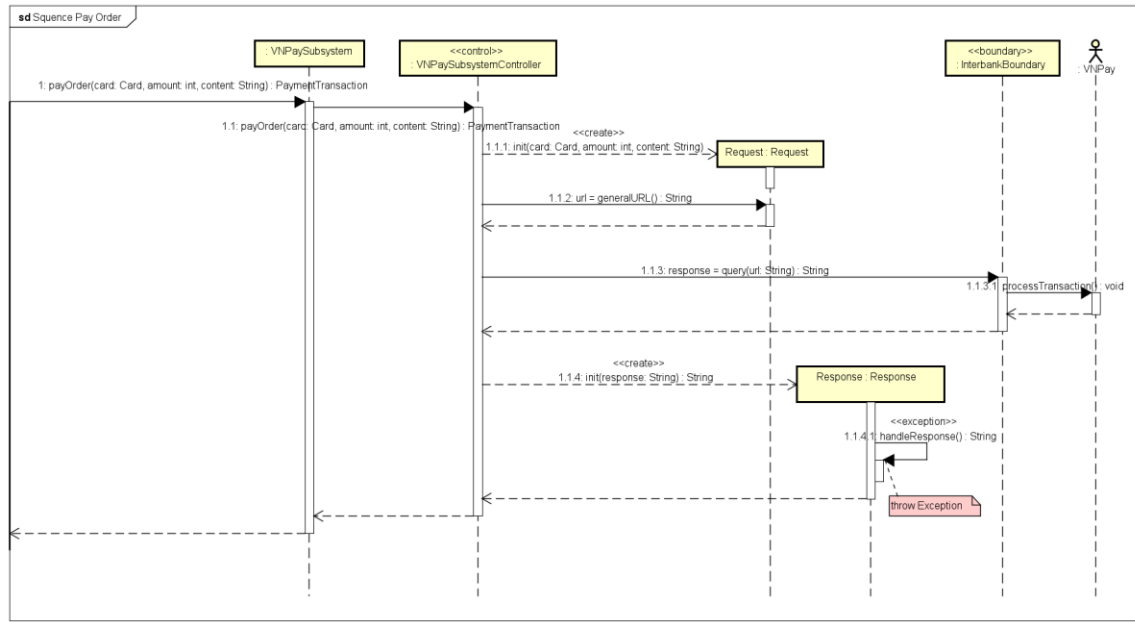 sd Squence Pay Order
: VNPaySubsystem
<<control>>
: VNPaySubsystemController
<<boundary>>
: InterbankBoundary
: VNPay
1: payOrder(card: Card, amount: int, content: String) : PaymentTransaction
1.1: payOrder(card: Card, amount: int, content: String) : PaymentTransaction
<<create>>
1.1.1: init(card: Card, amount: int, content: String)
Request : Request
1.1.2: url = generalURL() : String
1.1.3: response = query(url: String) : String
1.1.3.1: processTransaction() : void
<<create>>
1.1.4: init(response: String) : String
Response : Response
<<exception>>
1.1.4.1: handleResponse() : String
throw Exception